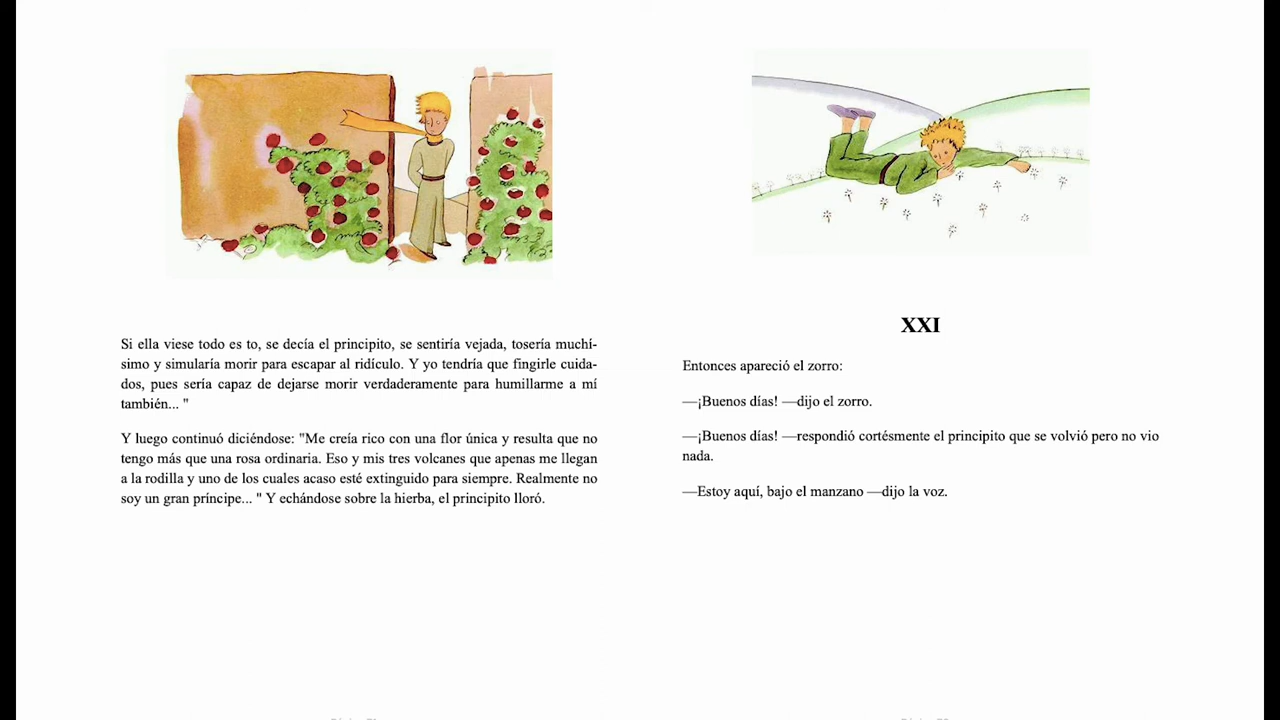 Si ella viese todo es to, se decía el principito, se sentiría vejada, tosería muchí-
simo y simularía morir para escapar al ridículo. Y yo tendría que fingirle cuida-
dos, pues sería capaz de dejarse morir verdaderamente para humillarme a mí
también... "
Y luego continuó diciéndose: "Me creía rico con una flor única y resulta que no
tengo más que una rosa ordinaria. Eso y mis tres volcanes que apenas me llegan
a la rodilla y uno de los cuales acaso esté extinguido para siempre. Realmente no
soy un gran príncipe... " Y echándose sobre la hierba, el principito lloró.
XXI
Entonces apareció el zorro:
—¡Buenos días! —dijo el zorro.
—¡Buenos días! —respondió cortésmente el principito que se volvió pero no vio
nada.
—Estoy aquí, bajo el manzano —dijo la voz.